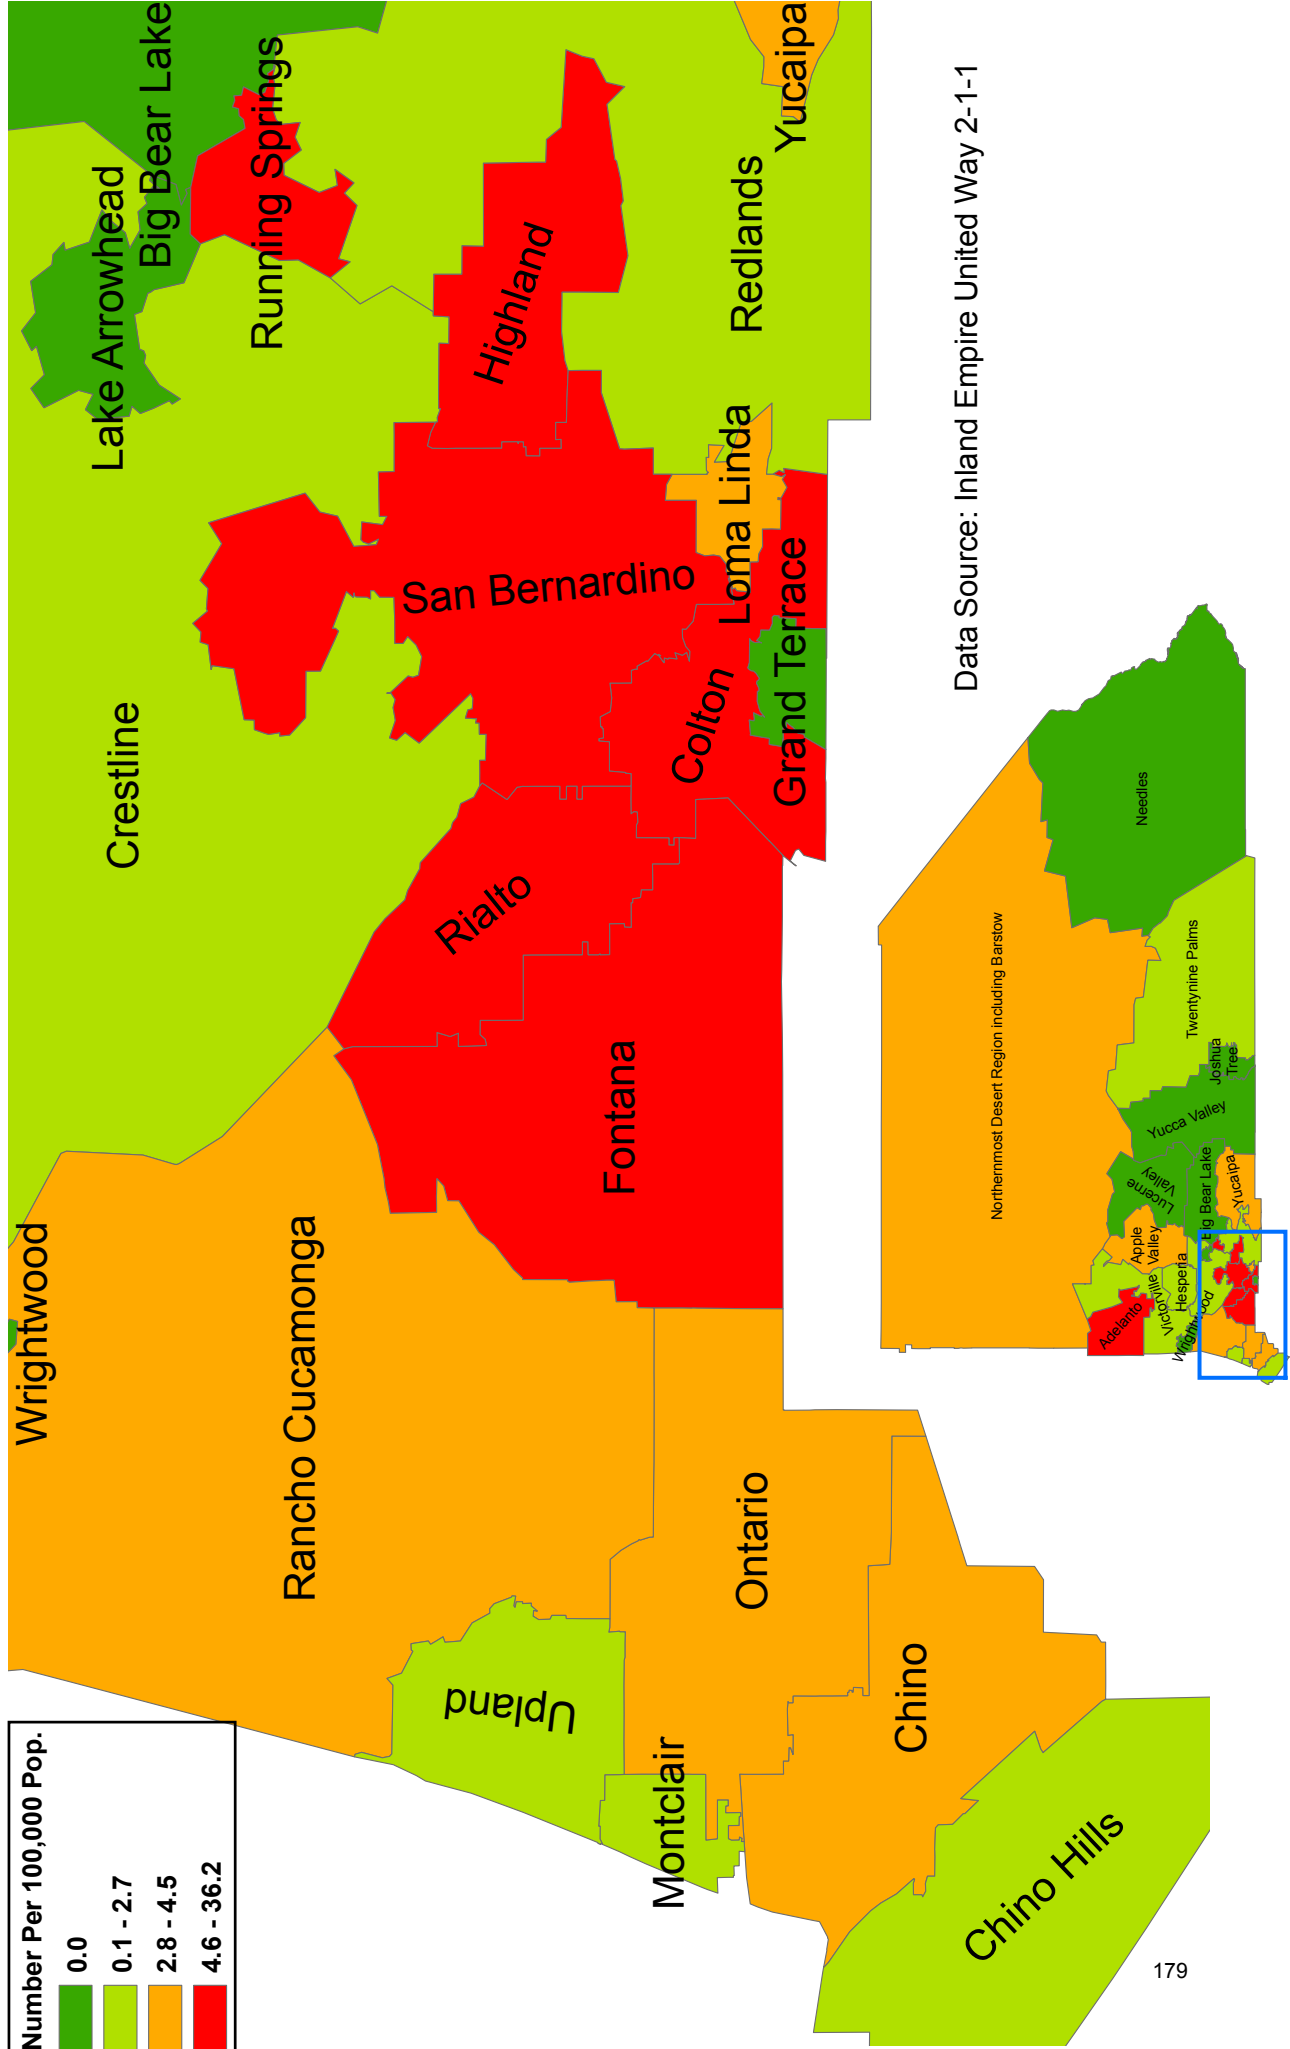 Number Per 100,000 Pop.
0.0
0.1 - 2.7
2.8 - 4.5
4.6 - 36.2
Wrightwood
Crestline
Lake Arrowhead
Big Bear Lake
Running Springs
Rancho Cucamonga
Upland
Rialto
San Bernardino
Highland
Fontana
Montclair
Ontario
Colton
Loma Linda
Redlands
Yucaipa
Grand Terrace
Chino
Chino Hills
Data Source: Inland Empire United Way 2-1-1
Northernmost Desert Region including Barstow
Needles
Adelanto
Victorville
Hesperia
Wrightwood
Apple
Valley
Lucerne
Valley
Big Bear Lake
Yucaipa
Yucca Valley
Joshua
Tree
Twentynine Palms
179